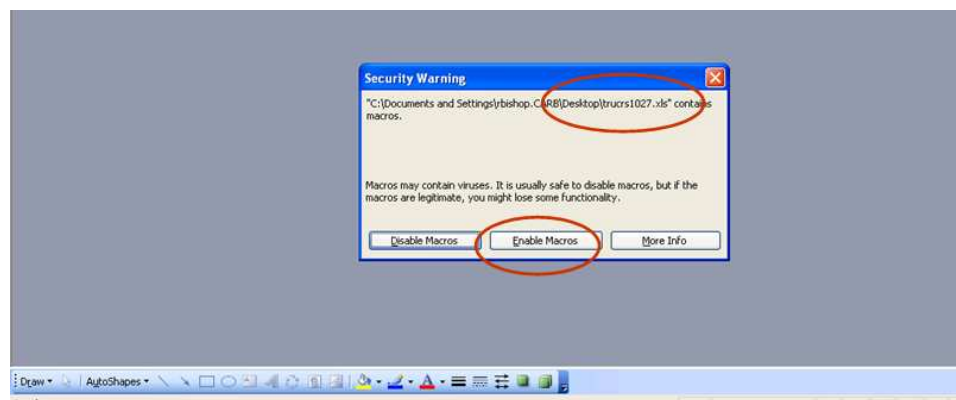 Security Warning
"C:\Documents and Settings\rbishop.CARB\Desktop\trucrs1027.xls" contains
macros.
Macros may contain viruses. It is usually safe to disable macros, but if the
macros are legitimate, you might lose some functionality.
Disable Macros Enable Macros More Info
Draw AutoShapes